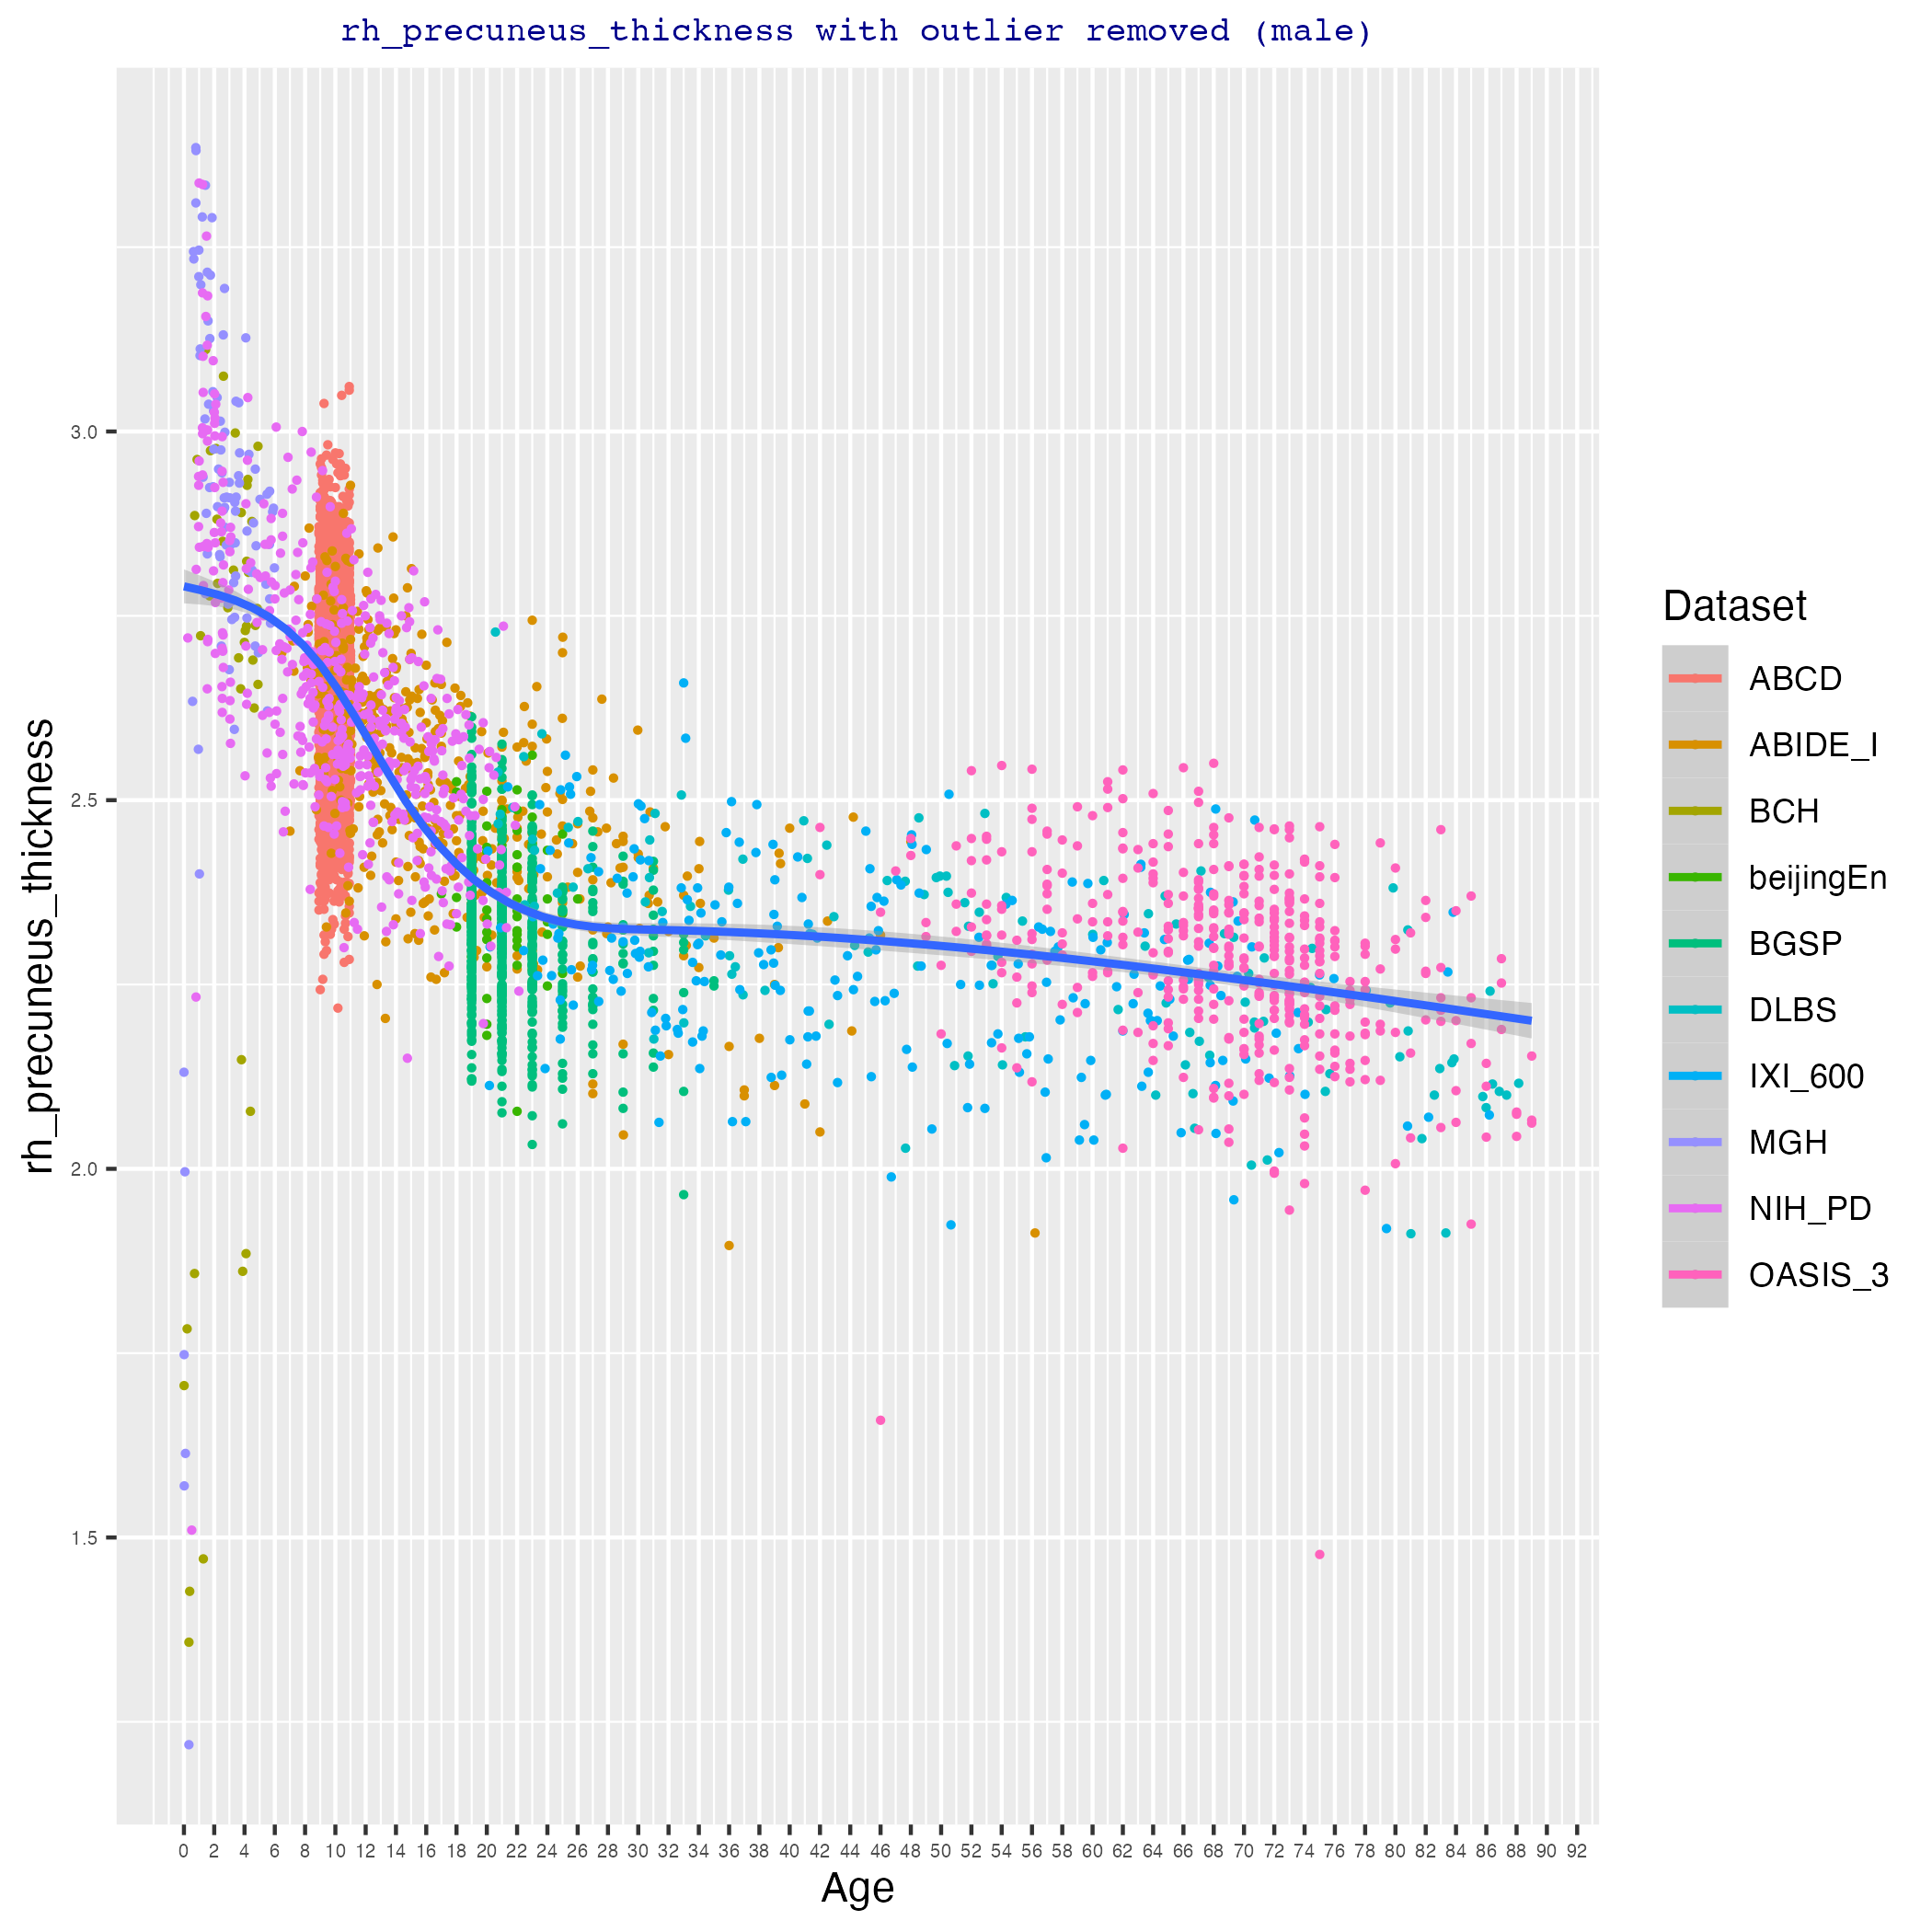 rh_precuneus_thickness with outlier removed (male)
rh_precuneus_thickness
3.0
2.5
2.0
1.5
0 2 4 6 8 10 12 14 16 18 20 22 24 26 28 30 32 34 36 38 40 42 44 46 48 50 52 54 56 58 60 62 64 66 68 70 72 74 76 78 80 82 84 86 88 90 92
Age
Dataset
ABCD
ABIDE_I
BCH
beijingEn
BGSP
DLBS
IXI_600
MGH
NIH_PD
OASIS_3